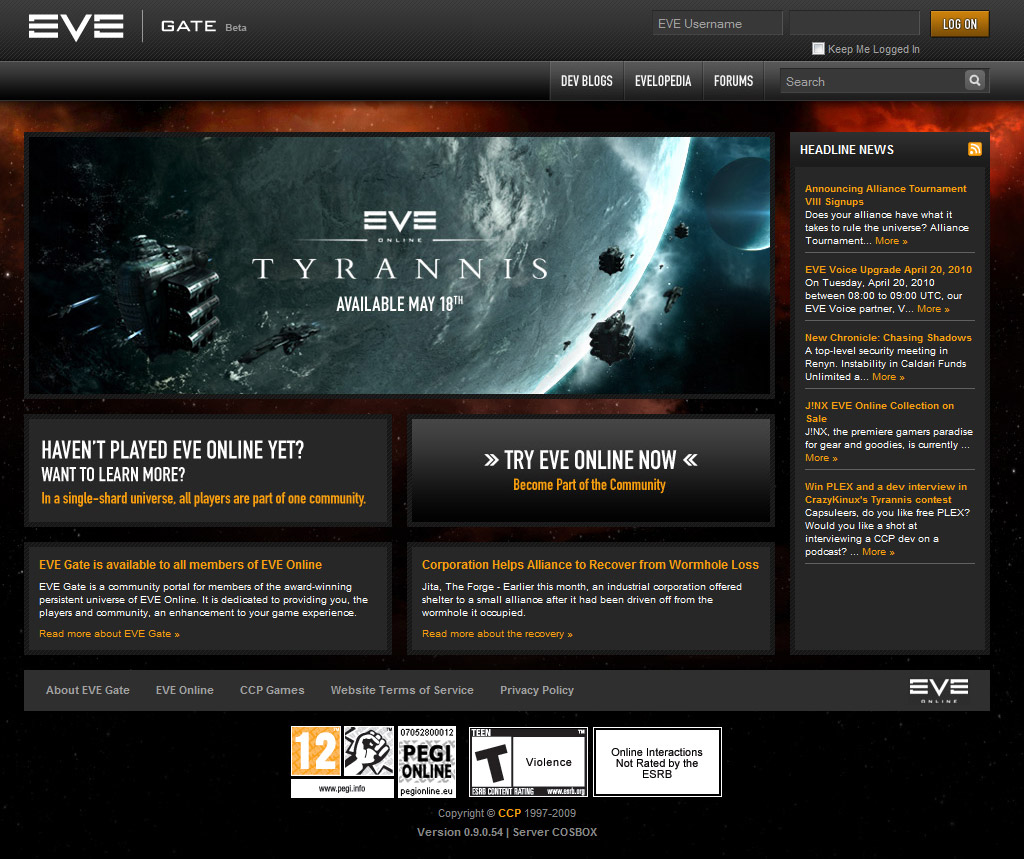 EVE GATE Beta
EVE Username
LOG ON
Keep Me Logged In
DEV BLOGS
EVELOPEDIA
FORUMS
Search
EVE
ONLINE
TYRANNIS
AVAILABLE MAY 18TH
HAVEN'T PLAYED EVE ONLINE YET?
WANT TO LEARN MORE?
In a single-shard universe, all players are part of one community.
» TRY EVE ONLINE NOW «
Become Part of the Community
EVE Gate is available to all members of EVE Online
EVE Gate is a community portal for members of the award-winning
persistent universe of EVE Online. It is dedicated to providing you, the
players and community, an enhancement to your game experience.
Read more about EVE Gate »
Corporation Helps Alliance to Recover from Wormhole Loss
Jita, The Forge - Earlier this month, an industrial corporation offered
shelter to a small alliance after it had been driven off from the
wormhole it occupied.
Read more about the recovery »
HEADLINE NEWS
Announcing Alliance Tournament
VIII Signups
Does your alliance have what it
takes to rule the universe? Alliance
Tournament... More »
EVE Voice Upgrade April 20, 2010
On Tuesday, April 20, 2010
between 08:00 to 09:00 UTC, our
EVE Voice partner, V... More »
New Chronicle: Chasing Shadows
A top-level security meeting in
Renyn. Instability in Caldari Funds
Unlimited a... More »
J!NX EVE Online Collection on
Sale
J!NX, the premiere gamers paradise
for gear and goodies, is currently ...
More »
Win PLEX and a dev interview in
CrazyKinux's Tyrannis contest
Capsuleers, do you like free PLEX?
Would you like a shot at
interviewing a CCP dev on a
podcast? ... More »
About EVE Gate
EVE Online
CCP Games
Website Terms of Service
Privacy Policy
EVE
ONLINE
12
www.pegi.info
07052800012
PEGI
ONLINE
pegionline.eu
TEEN
T
Violence
ESRB CONTENT RATING www.esrb.org
Online Interactions
Not Rated by the
ESRB
Copyright © CCP 1997-2009
Version 0.9.0.54 | Server COSBOX